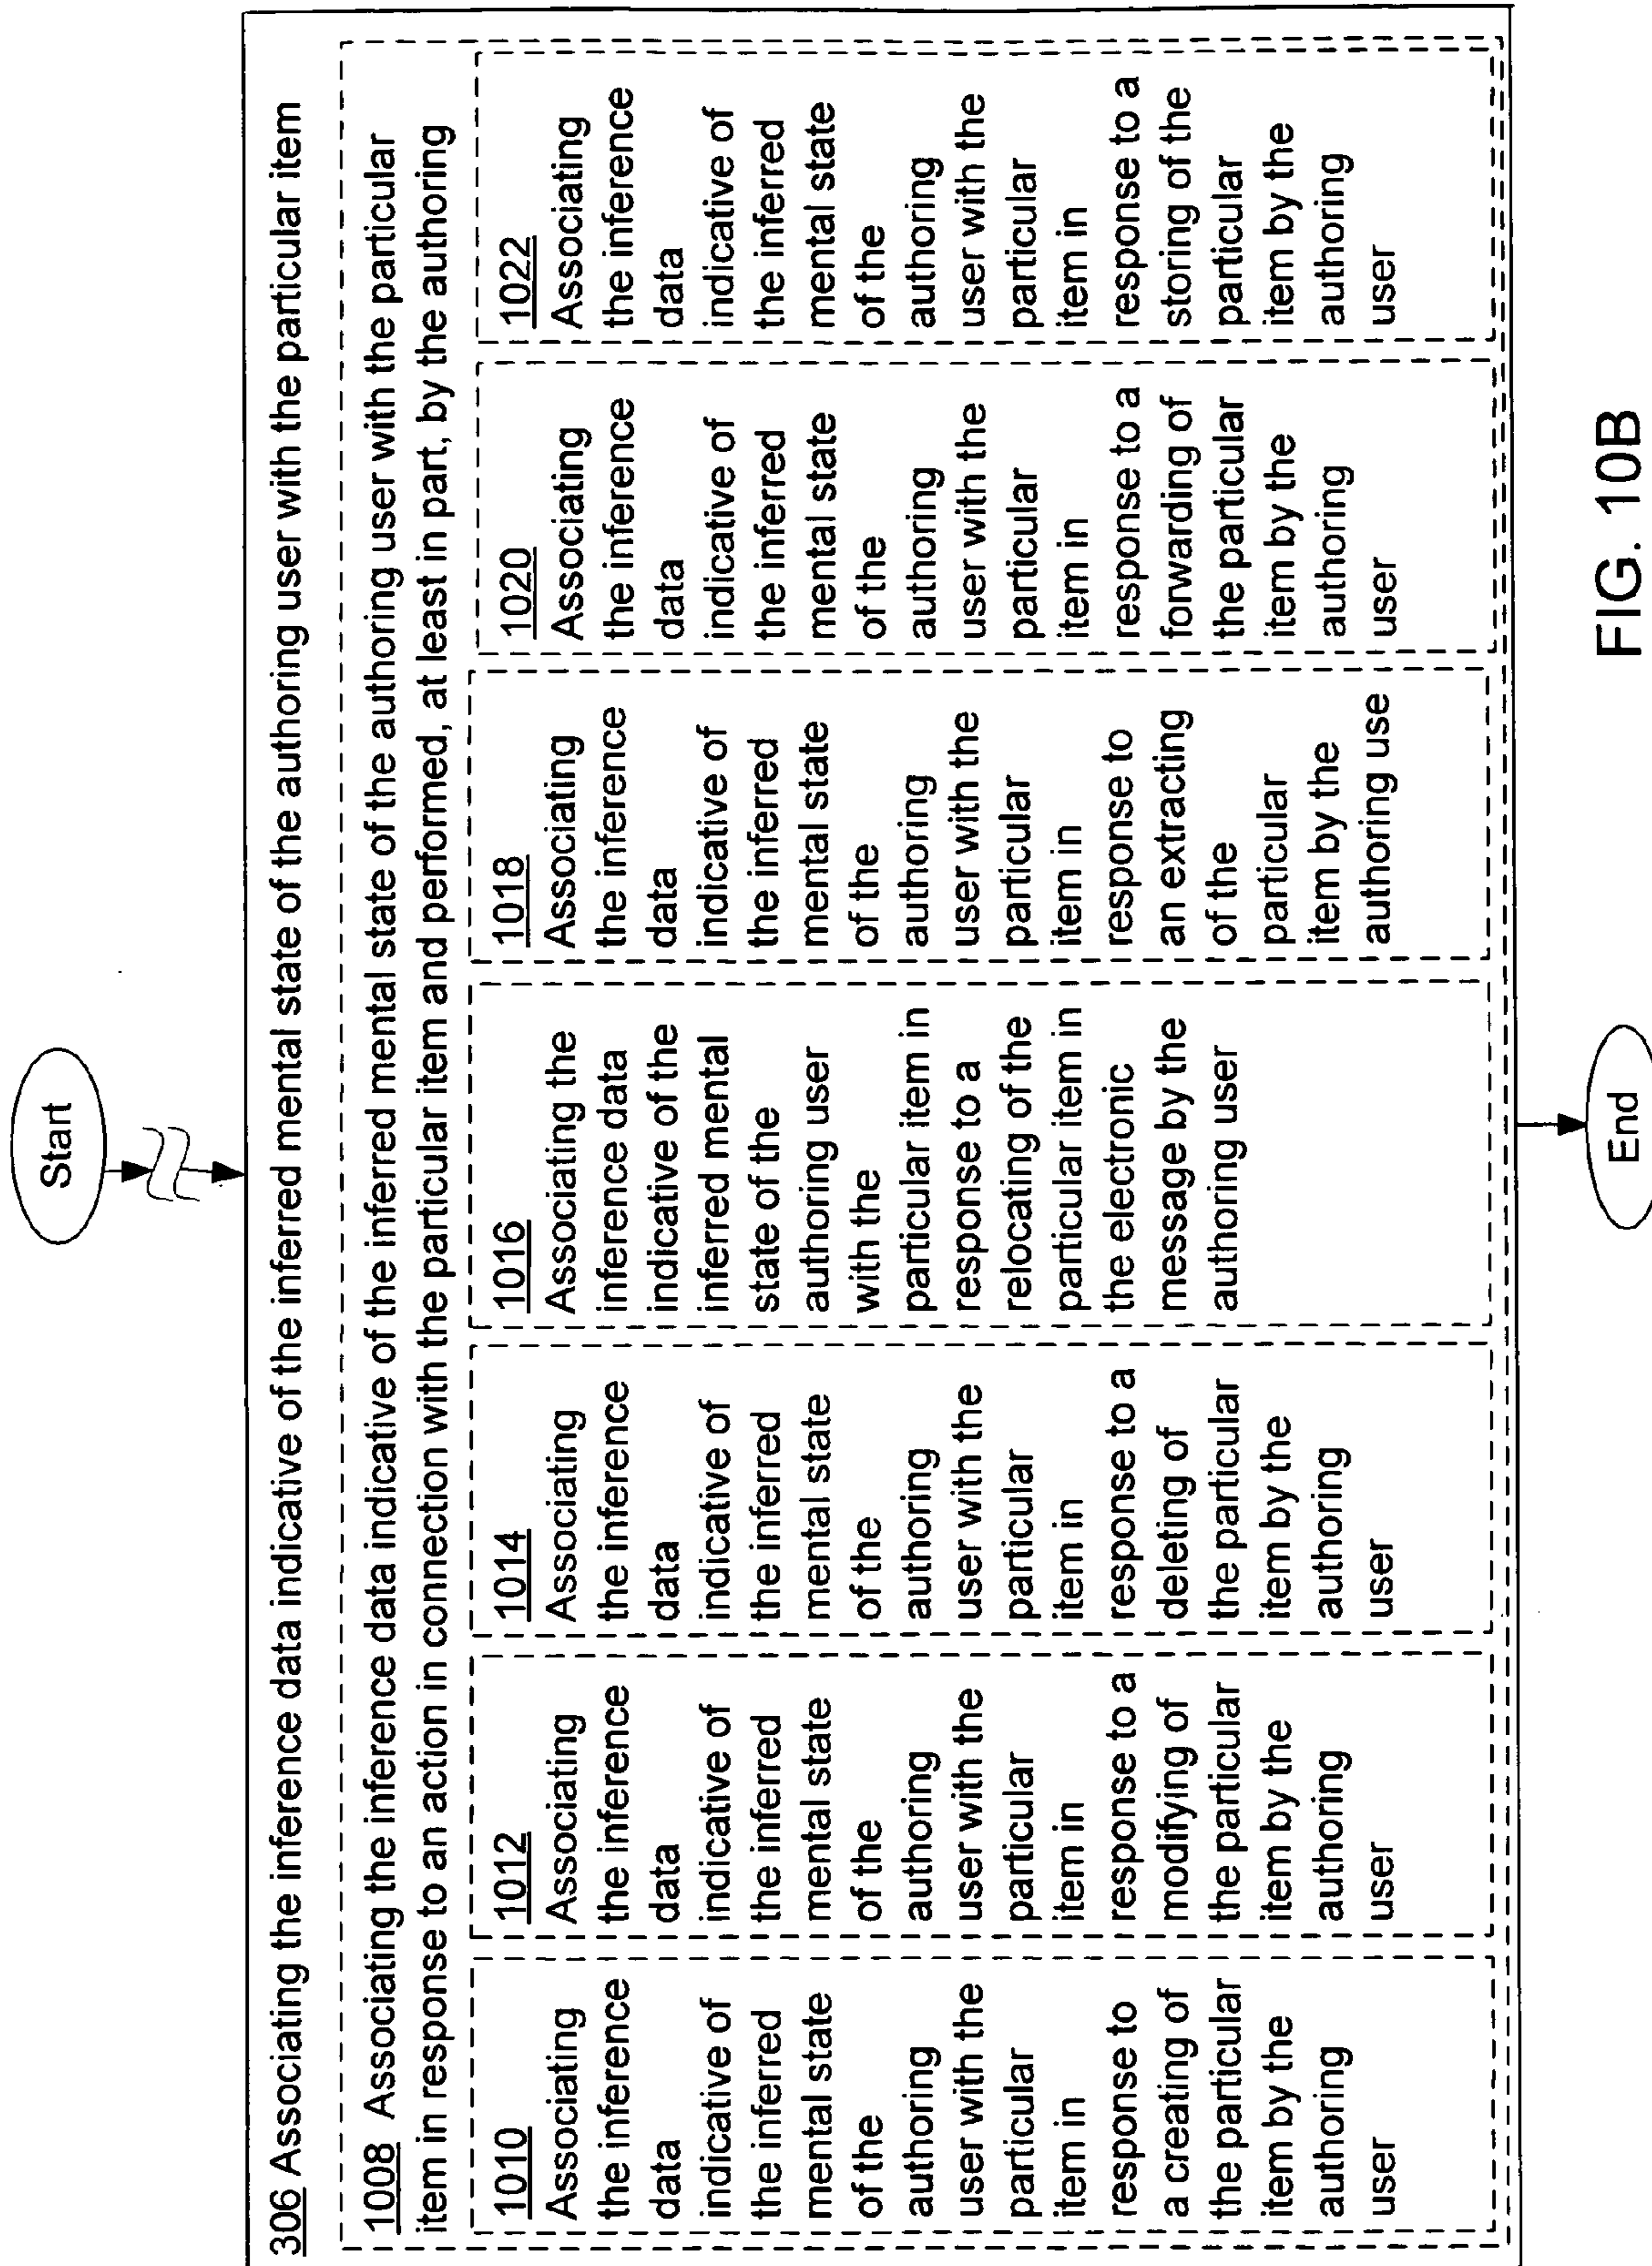 Start
306 Associating the inference data indicative of the inferred mental state of the authoring user with the particular item
1008 Associating the inference data indicative of the inferred mental state of the authoring user with the particular
item in response to an action in connection with the particular item and performed, at least in part, by the authoring
1010
Associating
the inference
data
indicative of
the inferred
mental state
of the
authoring
user with the
particular
item in
response to
a creating of
the particular
item by the
authoring
user
1012
Associating
the inference
data
indicative of
the inferred
mental state
of the
authoring
user with the
particular
item in
response to a
modifying of
the particular
item by the
authoring
user
1014
Associating
the inference
data
indicative of
the inferred
mental state
of the
authoring
user with the
particular
item in
response to a
deleting of
the particular
item by the
authoring
user
1016
Associating the
inference data
indicative of the
inferred mental
state of the
authoring user
with the
particular item in
response to a
relocating of the
particular item in
the electronic
message by the
authoring user
1018
Associating
the inference
data
indicative of
the inferred
mental state
of the
authoring
user with the
particular
item in
response to
an extracting
of the
particular
item by the
authoring use
1020
Associating
the inference
data
indicative of
the inferred
mental state
of the
authoring
user with the
particular
item in
response to a
forwarding of
the particular
item by the
authoring
user
1022
Associating
the inference
data
indicative of
the inferred
mental state
of the
authoring
user with the
particular
item in
response to a
storing of the
particular
item by the
authoring
user
End
FIG. 10B